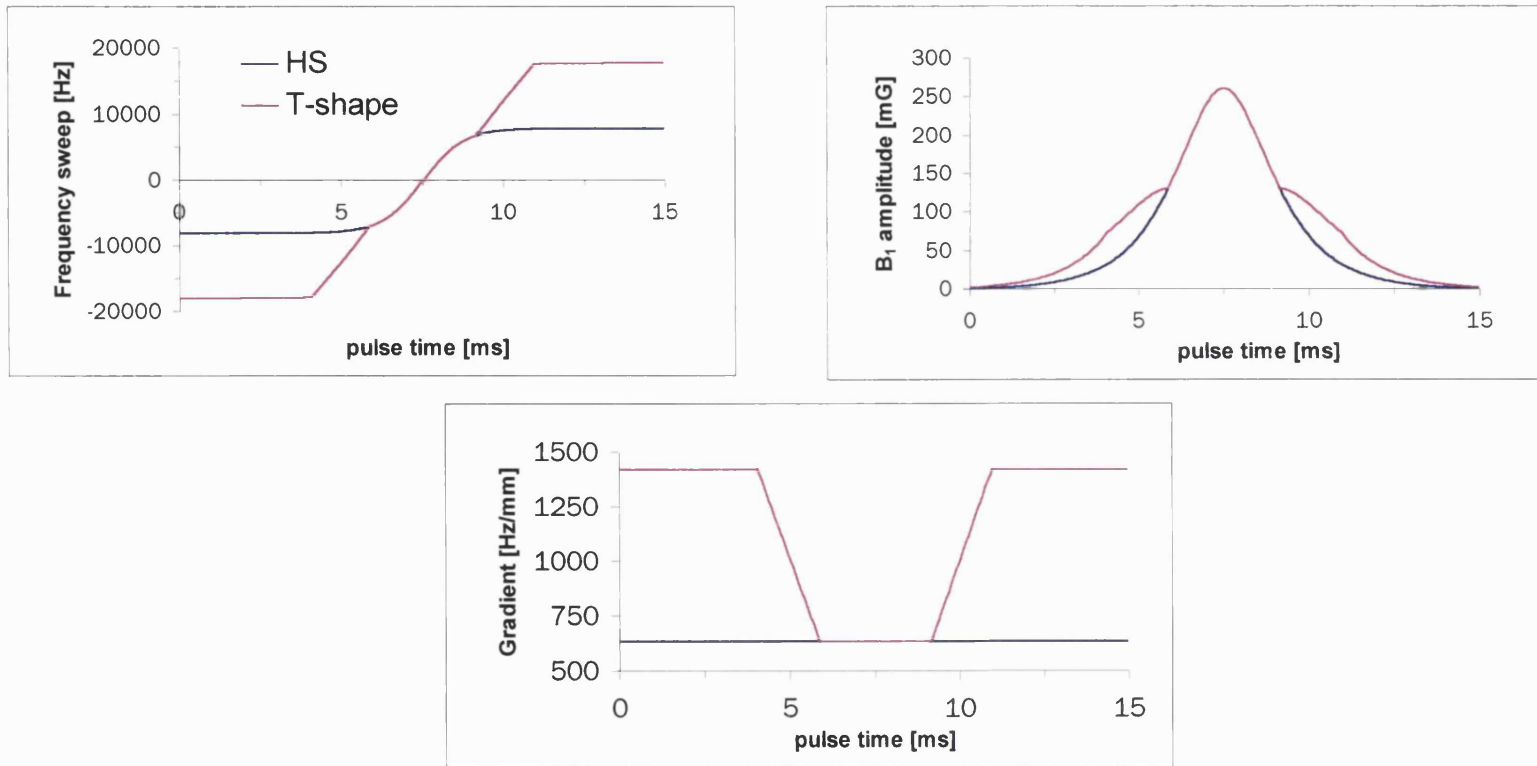 Frequency sweep [Hz]
20000
10000
0
-10000
-20000
HS
T-shape
0 5 10 15
pulse time [ms]
B₁ amplitude [mG]
300
250
200
150
100
50
0
0 5 10 15
pulse time [ms]
Gradient [Hz/mm]
1500
1250
1000
750
500
0 5 10 15
pulse time [ms]